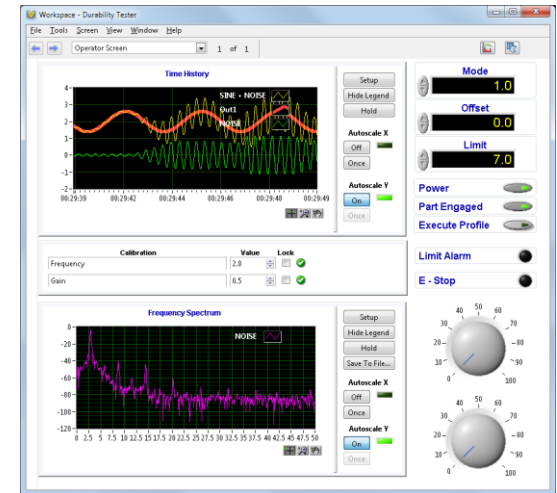 Workspace - Durability Tester
File Tools Screen View Window Help
Operator Screen 1 of 1
Time History
4-
3-
2-
1-
0-
-1-
-2-
SINE + NOISE
Out1
NOISE
00:29:39 00:29:42 00:29:44 00:29:46 00:29:48 00:29:49
Setup
Hide Legend
Hold
Autoscale X
Off
Once
Autoscale Y
On
Once
Calibration Value Lock
Frequency 2.0
Gain 0.5
Frequency Spectrum
0-
-20-
-40-
-60-
-80-
-100-
-120-
NOISE
0 2.5 5 7.5 10 12.5 15 17.5 20 22.5 25 27.5 30 32.5 35 37.5 40 42.5 45 47.5 50
Setup
Hide Legend
Hold
Save To File...
Autoscale X
Off
Once
Autoscale Y
On
Once
Mode
1.0
Offset
0.0
Limit
7.0
Power
Part Engaged
Execute Profile
Limit Alarm
E - Stop
0 10 20 30 40 50 60 70 80 90 100
0 10 20 30 40 50 60 70 80 90 100